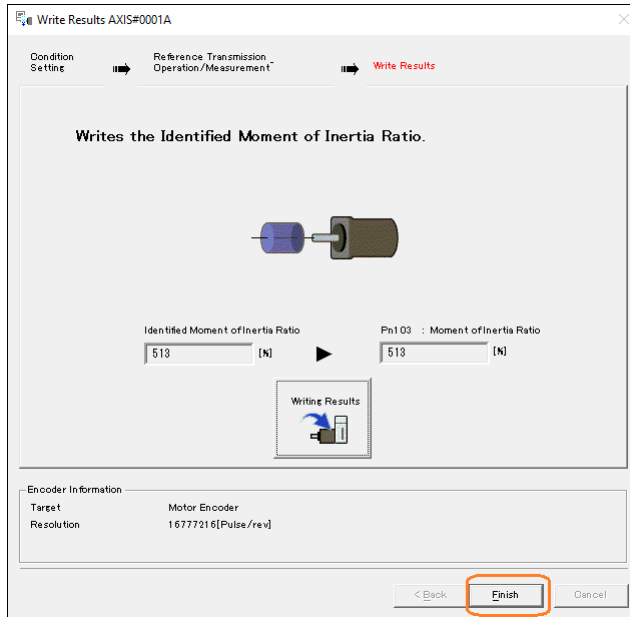 Write Results AXIS#0001A
Condition Setting
Reference Transmission Operation/Measurement
Write Results
Writes the Identified Moment of Inertia Ratio.
Identified Moment of Inertia Ratio
Pn103 : Moment of Inertia Ratio
513 [%]
513 [%]
Writing Results
Encoder Information
Target Motor Encoder
Resolution 16777216[Pulse/rev]
< Back
Finish
Cancel